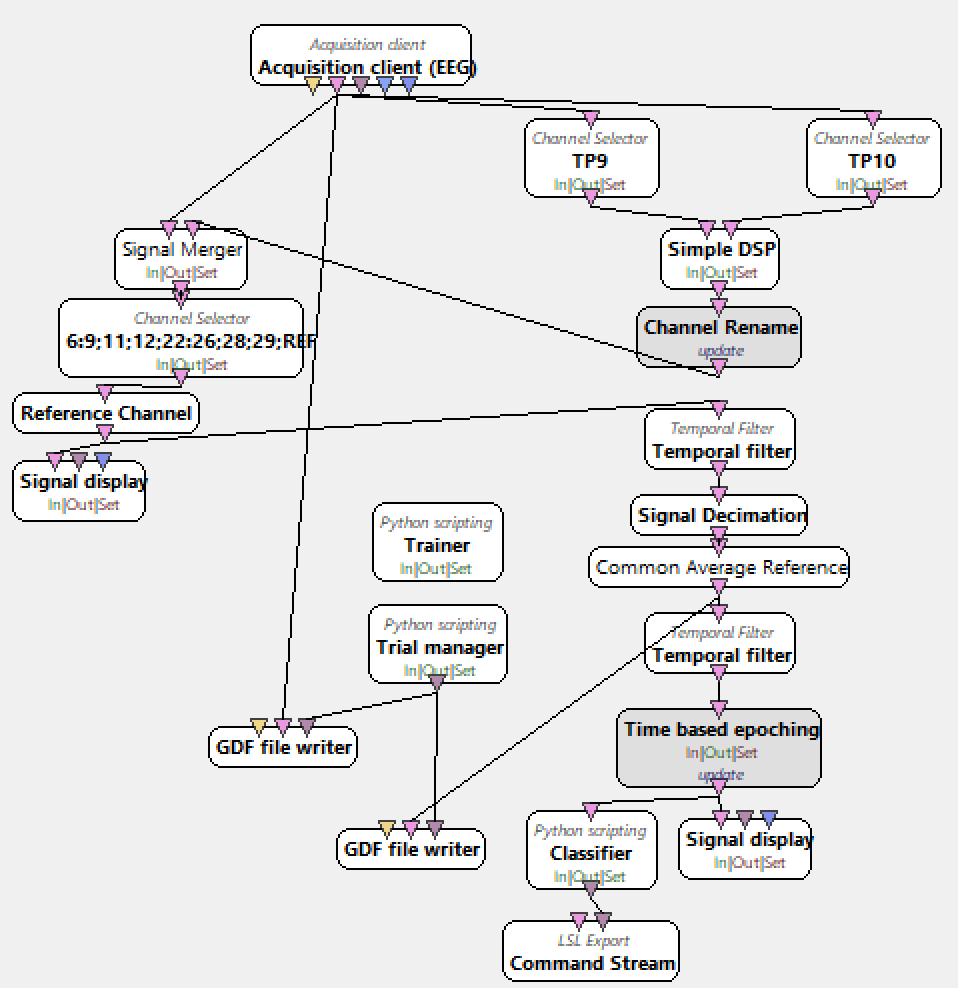 Acquisition client
Acquisition client (EEG)
Channel Selector
TP9
In|Out|Set
Channel Selector
TP10
In|Out|Set
Signal Merger
In|Out|Set
Simple DSP
In|Out|Set
Channel Selector
6:9;11;12;22:26;28;29;REF
In|Out|Set
Channel Rename
update
Reference Channel
Signal display
In|Out|Set
Temporal Filter
Temporal filter
Signal Decimation
Python scripting
Trainer
In|Out|Set
Common Average Reference
Python scripting
Trial manager
In|Out|Set
Temporal Filter
Temporal filter
GDF file writer
Time based epoching
In|Out|Set
update
GDF file writer
Python scripting
Classifier
In|Out|Set
Signal display
In|Out|Set
LSL Export
Command Stream